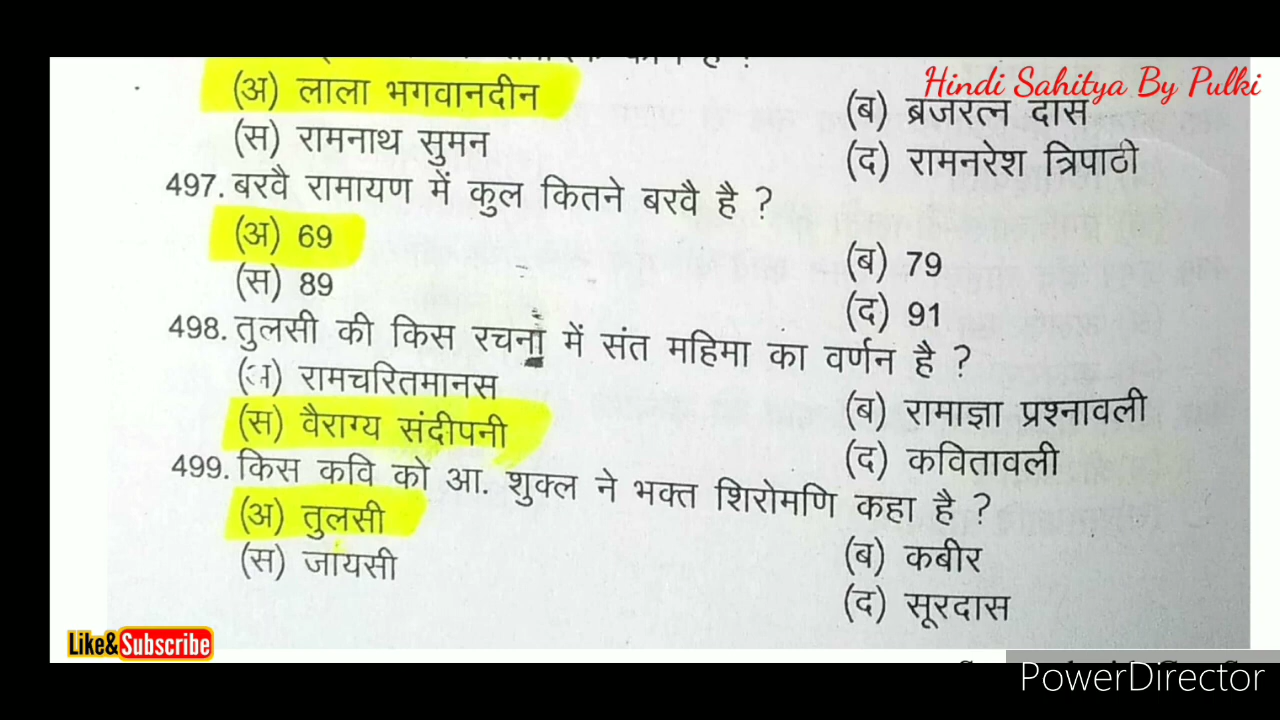 Hindi Sahitya By Pulki
(अ) लाला भगवानदीन
(ब) ब्रजरत्न दास
(स) रामनाथ सुमन
(द) रामनरेश त्रिपाठी
497. बरवै रामायण में कुल कितने बरवै है ?
(अ) 69
(ब) 79
(स) 89
(द) 91
498. तुलसी की किस रचना में संत महिमा का वर्णन है ?
(अ) रामचरितमानस
(ब) रामाज्ञा प्रश्नावली
(स) वैराग्य संदीपनी
(द) कवितावली
499. किस कवि को आ. शुक्ल ने भक्त शिरोमणि कहा है ?
(अ) तुलसी
(ब) कबीर
(स) जायसी
(द) सूरदास
Like& Subscribe
PowerDirector